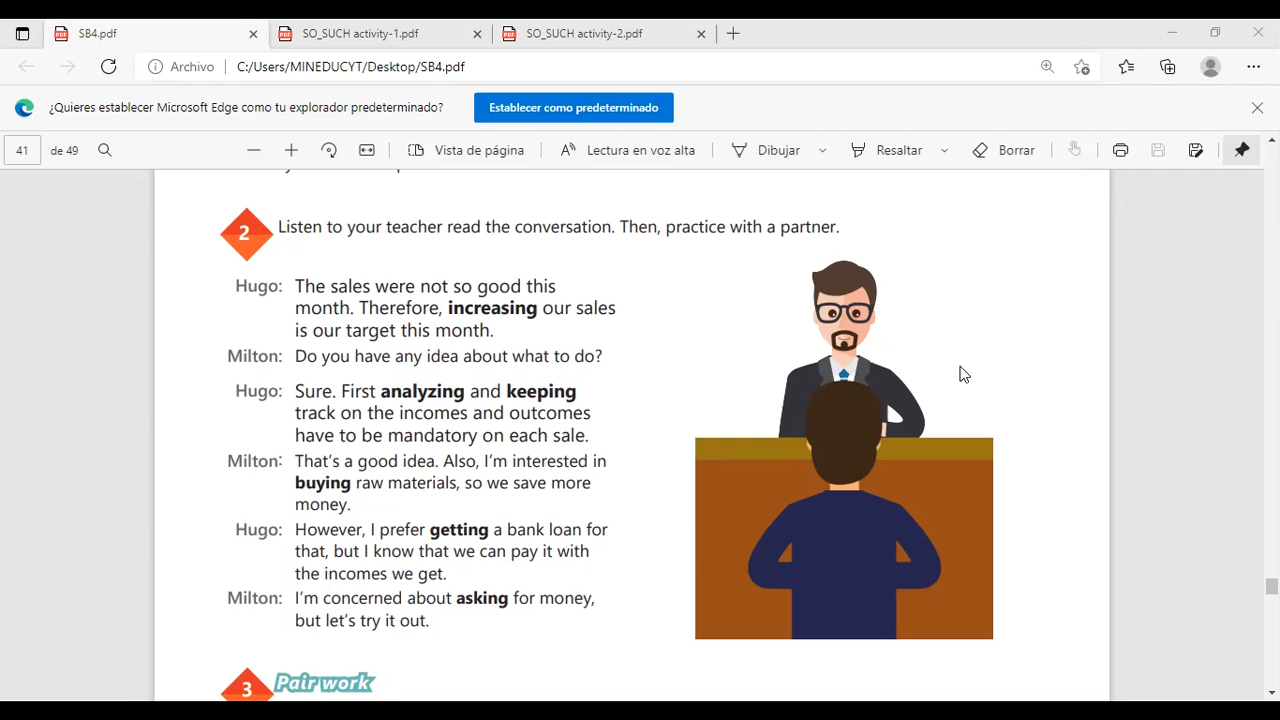 SB4.pdf
SO_SUCH activity-1.pdf
SO_SUCH activity-2.pdf
Archivo
C:/Users/MINEDUCYT/Desktop/SB4.pdf
¿Quieres establecer Microsoft Edge como tu explorador predeterminado?
Establecer como predeterminado
41 de 49
Vista de página
Lectura en voz alta
Dibujar
Resaltar
Borrar
2 Listen to your teacher read the conversation. Then, practice with a partner.
Hugo: The sales were not so good this
month. Therefore, increasing our sales
is our target this month.
Milton: Do you have any idea about what to do?
Hugo: Sure. First analyzing and keeping
track on the incomes and outcomes
have to be mandatory on each sale.
Milton: That's a good idea. Also, I'm interested in
buying raw materials, so we save more
money.
Hugo: However, I prefer getting a bank loan for
that, but I know that we can pay it with
the incomes we get.
Milton: I'm concerned about asking for money,
but let's try it out.
3 Pair work